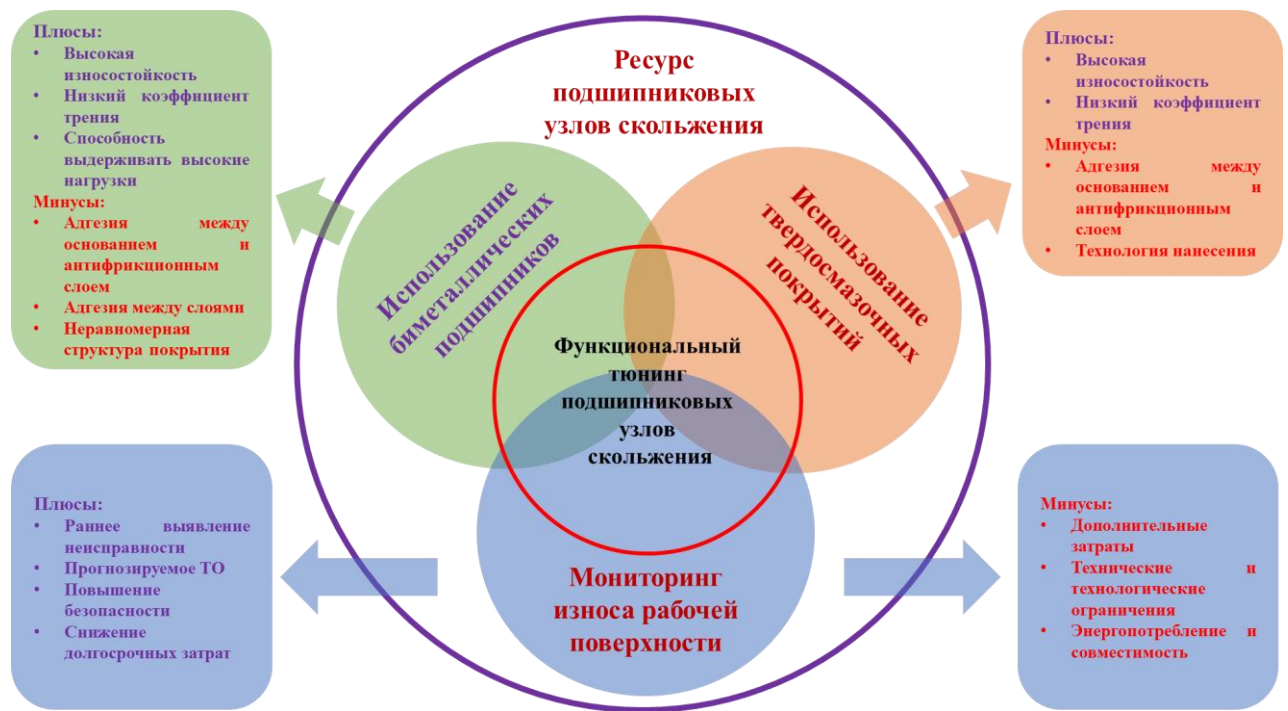 Плюсы:
• Высокая
износостойкость
• Низкий коэффициент
трения
• Способность
выдерживать высокие
нагрузки
Минусы:
• Адгезия между
основанием и
антифрикционным
слоем
• Адгезия между слоями
• Неравномерная
структура покрытия
Ресурс
подшипниковых
узлов скольжения
Использование
биметаллических
подшипников
Использование
твердосмазочных
покрытий
Функциональный
тюнинг
подшипниковых
узлов
скольжения
Мониторинг
износа рабочей
поверхности
Плюсы:
• Высокая
износостойкость
• Низкий коэффициент
трения
Минусы:
• Адгезия между
основанием и
антифрикционным
слоем
• Технология нанесения
Плюсы:
• Раннее выявление
неисправности
• Прогнозируемое ТО
• Повышение
безопасности
• Снижение
долгосрочных затрат
Минусы:
• Дополнительные
затраты
• Технические и
технологические
ограничения
• Энергопотребление и
совместимость